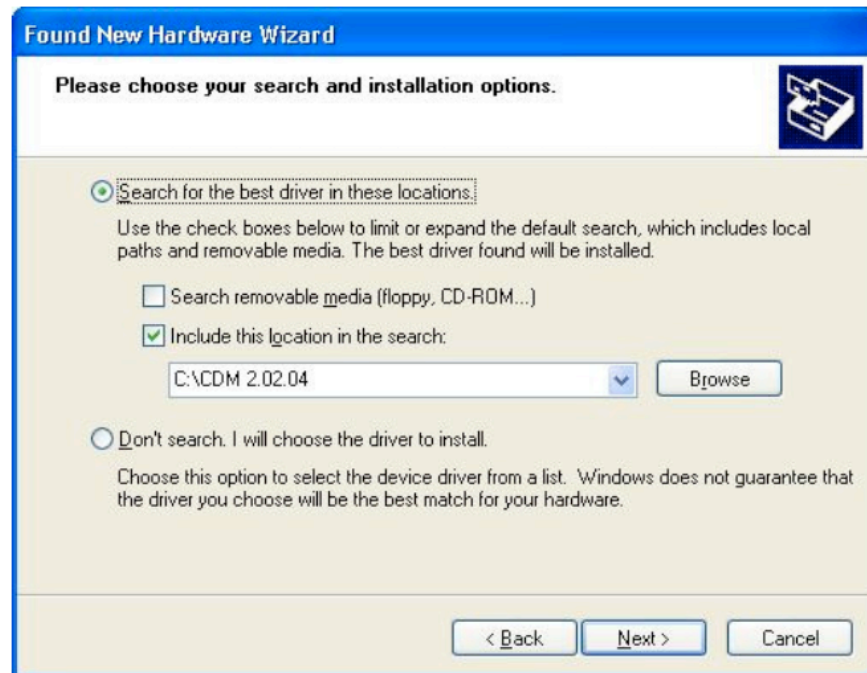 Found New Hardware Wizard
Please choose your search and installation options.
Search for the best driver in these locations.
Use the check boxes below to limit or expand the default search, which includes local
paths and removable media. The best driver found will be installed.
Search removable media (floppy, CD-ROM...)
Include this location in the search:
C:\CDM 2.02.04
Browse
Don't search. I will choose the driver to install.
Choose this option to select the device driver from a list. Windows does not guarantee that
the driver you choose will be the best match for your hardware.
< Back Next > Cancel